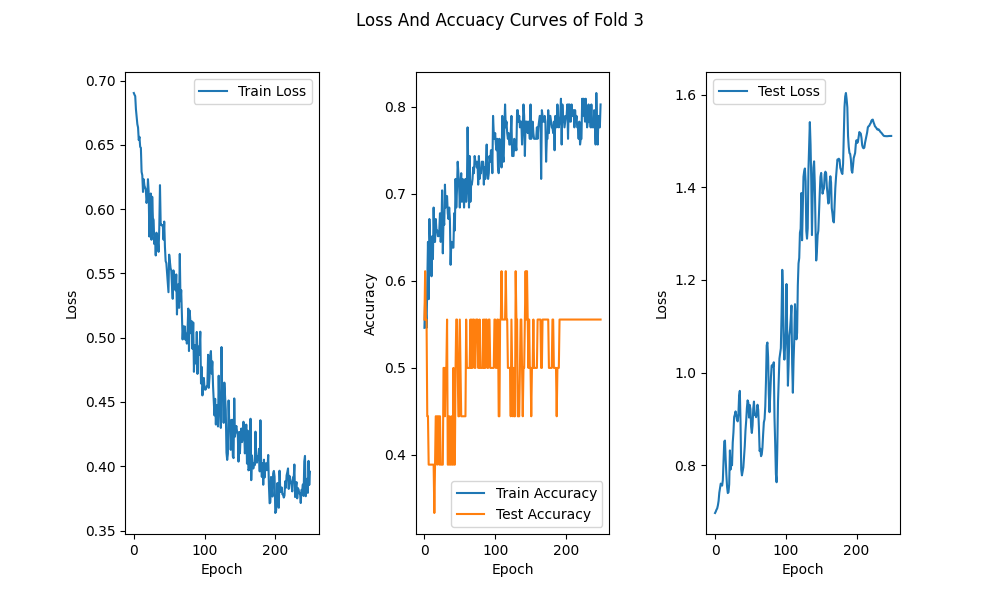 Loss And Accuacy Curves of Fold 3
Train Loss
0.70
0.65
0.60
0.55
0.50
0.45
0.40
0.35
Loss
0
100
200
Epoch
0.8
0.7
0.6
0.5
0.4
Accuracy
Train Accuracy
Test Accuracy
0
100
200
Epoch
Test Loss
1.6
1.4
1.2
1.0
0.8
Loss
0
100
200
Epoch